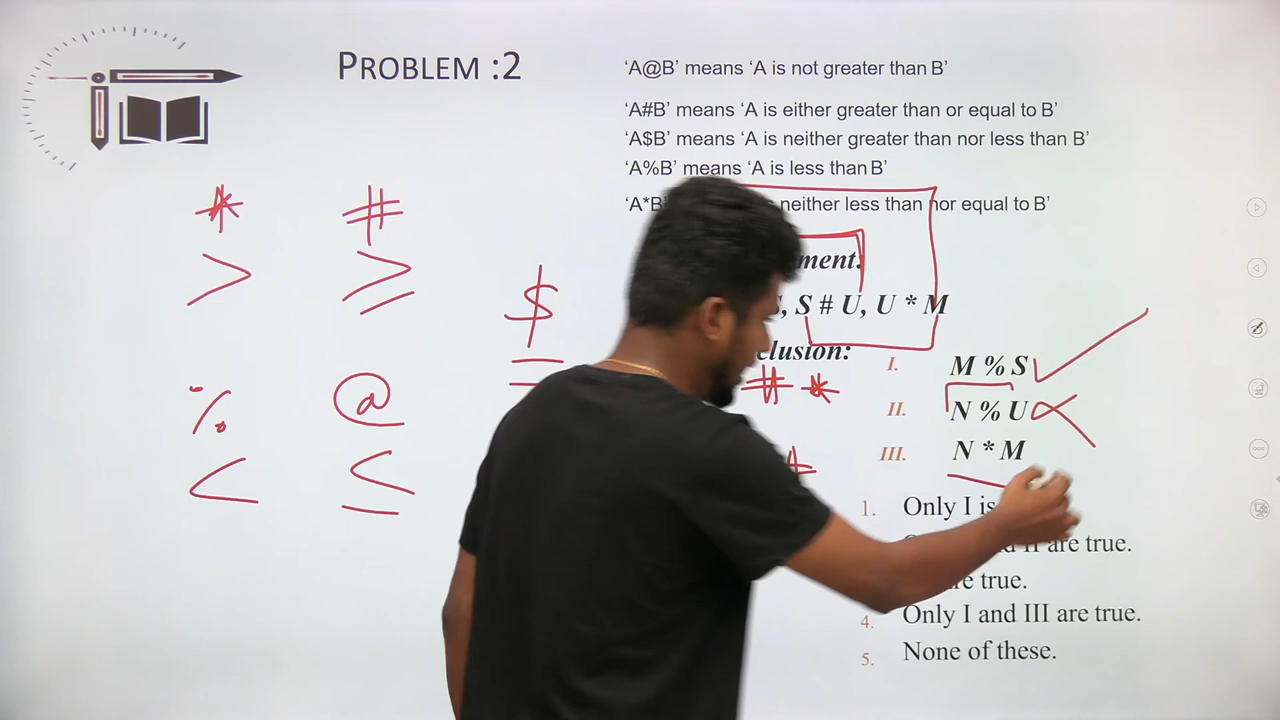 PROBLEM :2
‘A@B’ means ‘A is not greater than B’
‘A#B’ means ‘A is either greater than or equal to B’
‘A$B’ means ‘A is neither greater than nor less than B’
‘A%B’ means ‘A is less than B’
‘A*B’ neither less than nor equal to B’
* #
> ≥
$
=
% @
< ≤
S # U, U * M
I. M % S
# *
II. N % U
III. N * M
1. Only I is
are true.
are true.
4. Only I and III are true.
5. None of these.